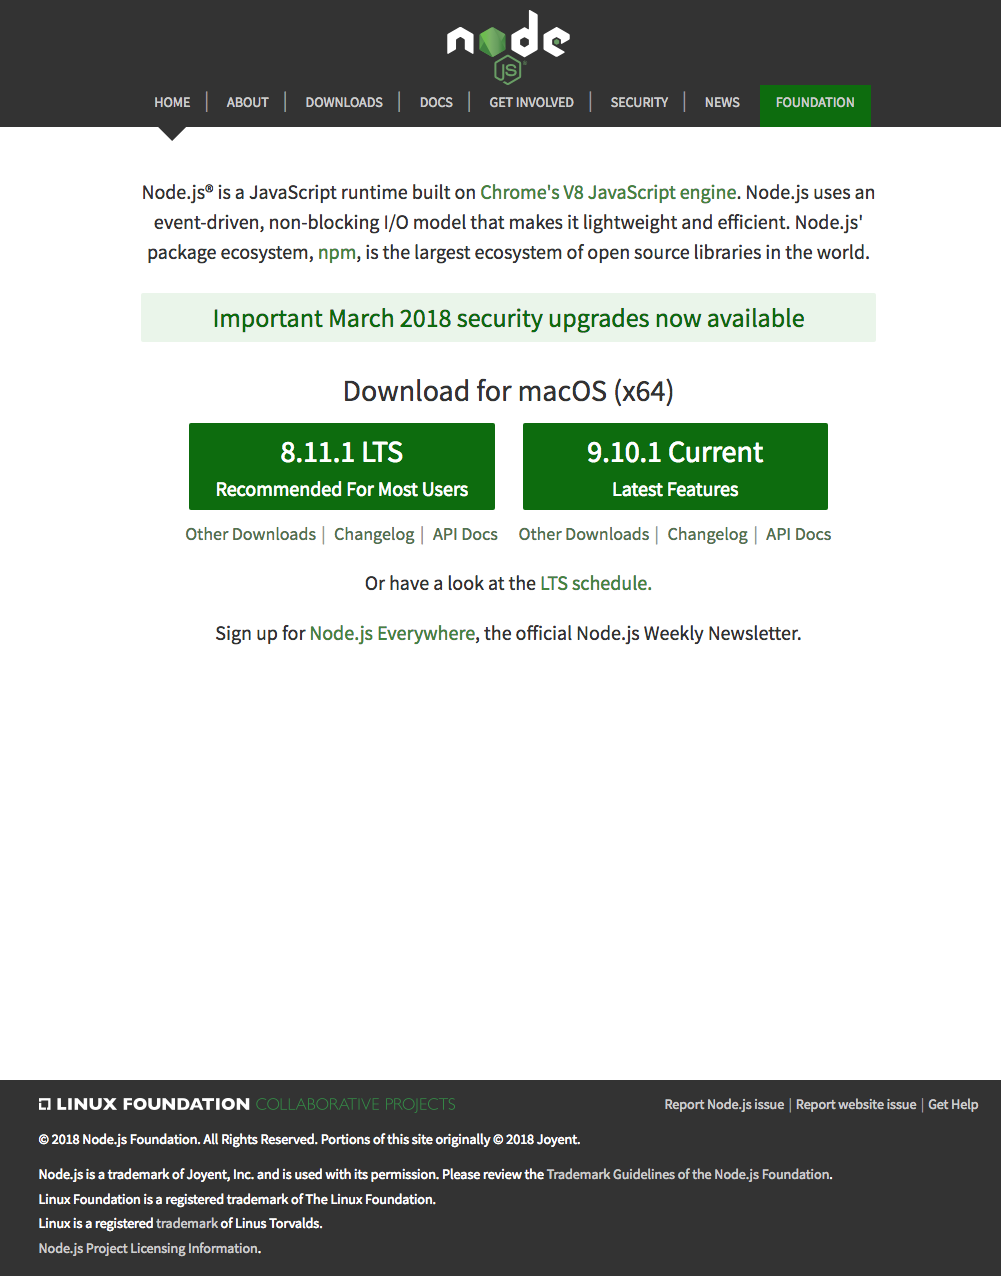 node
JS
HOME | ABOUT | DOWNLOADS | DOCS | GET INVOLVED | SECURITY | NEWS FOUNDATION
Node.js® is a JavaScript runtime built on Chrome's V8 JavaScript engine. Node.js uses an
event-driven, non-blocking I/O model that makes it lightweight and efficient. Node.js'
package ecosystem, npm, is the largest ecosystem of open source libraries in the world.
Important March 2018 security upgrades now available
Download for macOS (x64)
8.11.1 LTS
Recommended For Most Users
9.10.1 Current
Latest Features
Other Downloads | Changelog | API Docs
Other Downloads | Changelog | API Docs
Or have a look at the LTS schedule.
Sign up for Node.js Everywhere, the official Node.js Weekly Newsletter.
LINUX FOUNDATION COLLABORATIVE PROJECTS
Report Node.js issue | Report website issue | Get Help
© 2018 Node.js Foundation. All Rights Reserved. Portions of this site originally © 2018 Joyent.
Node.js is a trademark of Joyent, Inc. and is used with its permission. Please review the Trademark Guidelines of the Node.js Foundation.
Linux Foundation is a registered trademark of The Linux Foundation.
Linux is a registered trademark of Linus Torvalds.
Node.js Project Licensing Information.